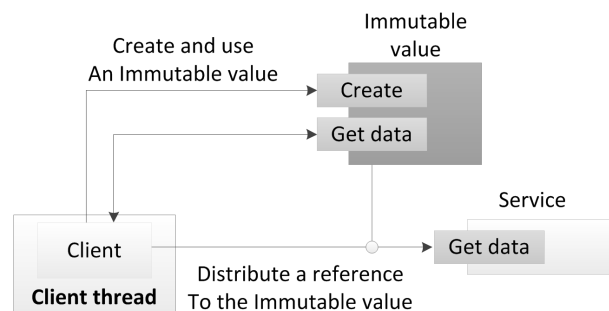 Immutable
value
Create and use
An Immutable value
Create
Get data
Service
Client
Get data
Client thread
Distribute a reference
To the Immutable value